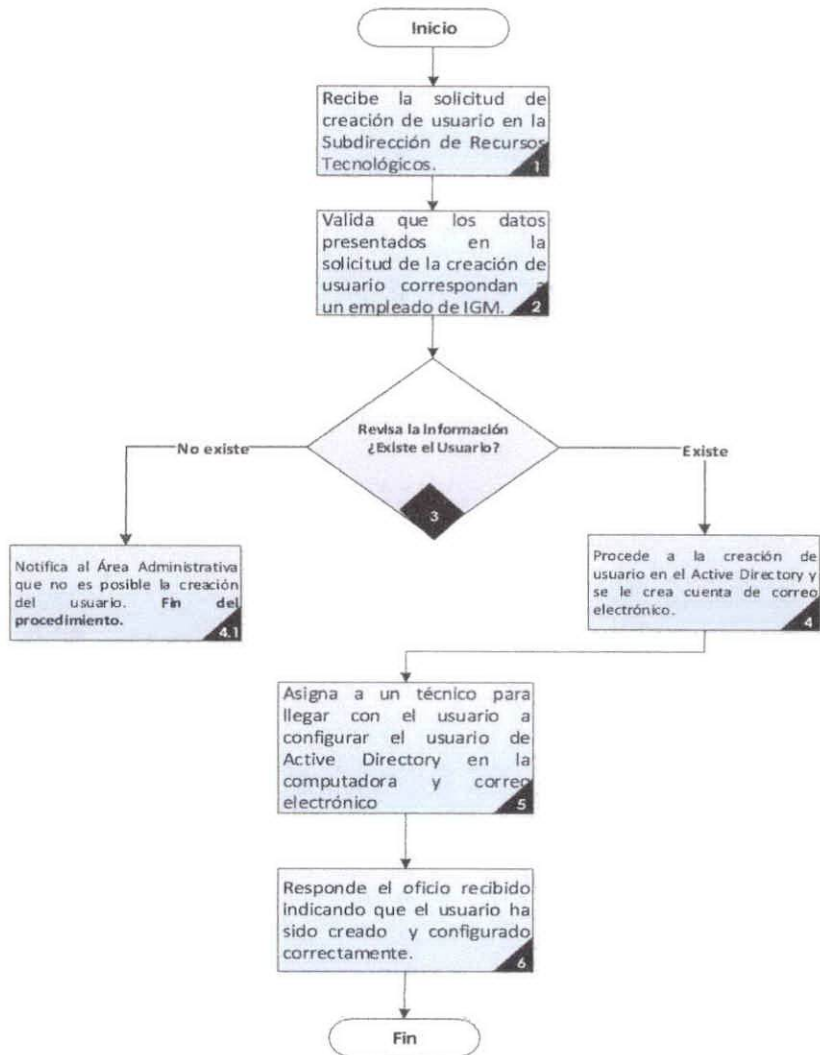 Inicio
Recibe la solicitud de
creación de usuario en la
Subdirección de Recursos
Tecnológicos.
1
Valida que los datos
presentados en la
solicitud de la creación de
usuario correspondan a
un empleado de IGM.
2
Revisa la Información
¿Existe el Usuario?
3
No existe
Existe
Notifica al Área Administrativa
que no es posible la creación
del usuario. Fin del
procedimiento.
4.1
Procede a la creación de
usuario en el Active Directory y
se le crea cuenta de correo
electrónico.
4
Asigna a un técnico para
llegar con el usuario a
configurar el usuario de
Active Directory en la
computadora y correo
electrónico
5
Responde el oficio recibido
indicando que el usuario ha
sido creado y configurado
correctamente.
6
Fin